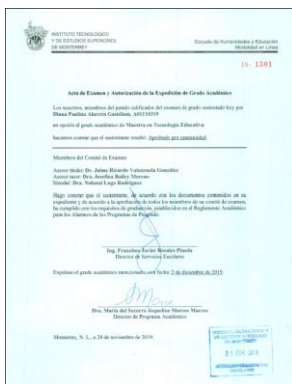 INSTITUTO TECNOLÓGICO
Y DE ESTUDIOS SUPERIORES
DE MONTERREY
Escuela de Humanidades y Educación
Modalidad en Línea
16- 1301
Acta de Examen y Autorización de la Expedición de Grado Académico
Los suscritos, miembros del jurado calificador del examen de grado sustentado hoy por
Diana Paulina Alarcón A01110319
en opción al grado académico de Maestra en Tecnología Educativa
hacemos constar que el sustentante resultó: Aprobado por unanimidad
Miembros del Comité de Examen
Asesor titular: Dr. Jaime Ricardo Valenzuela González
Asesor tutor: Dra. Josefina Bailey Moreno
Sinodal: Dra. Nohemí Lugo Rodríguez
Hago constar que el sustentante, de acuerdo con los documentos contenidos en su
expediente y de acuerdo a la aprobación de todos los miembros de su comité de examen,
ha cumplido con los requisitos de graduación, establecidos en el Reglamento Académico
para los Alumnos de los Programas de Posgrado.
Ing. Francisco Javier Rosales Pineda
Director de Servicios Escolares
Expídase el grado académico mencionado, con fecha 2 de diciembre de
Dra. María del Socorro Jaqueline Marcos Marcos
Director de Programa Académico
Monterrey, N. L., a 28 de noviembre de